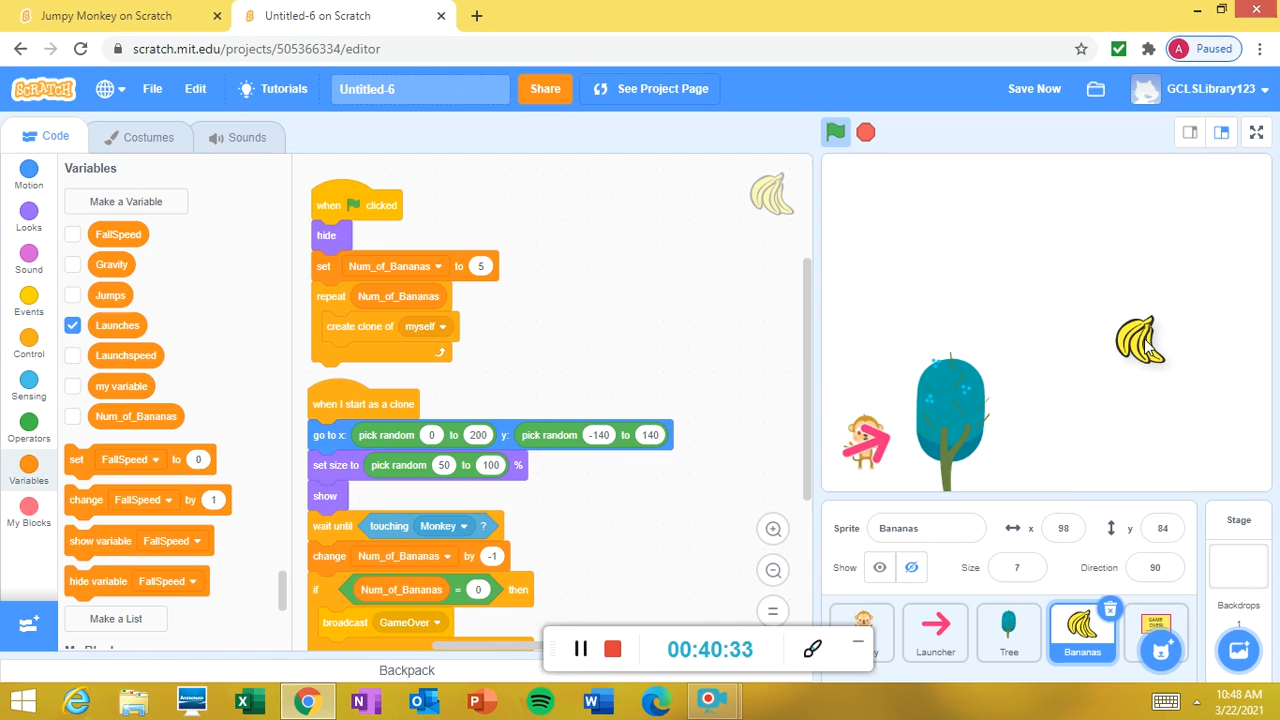 Jumpy Monkey on Scratch
Untitled-6 on Scratch
scratch.mit.edu/projects/505366334/editor
A Paused
SCRATCH
File
Edit
Tutorials
Untitled-6
Share
See Project Page
Save Now
GCLSLibrary123
Code
Costumes
Sounds
Motion
Looks
Sound
Events
Control
Sensing
Operators
Variables
My Blocks
Variables
Make a Variable
FallSpeed
Gravity
Jumps
Launches
Launchspeed
my variable
Num_of_Bananas
set FallSpeed to 0
change FallSpeed by 1
show variable FallSpeed
hide variable FallSpeed
Make a List
when clicked
hide
set Num_of_Bananas to 5
repeat Num_of_Bananas
create clone of myself
when I start as a clone
go to x: pick random 0 to 200 y: pick random -140 to 140
set size to pick random 50 to 100 %
show
wait until touching Monkey ?
change Num_of_Bananas by -1
if Num_of_Bananas = 0 then
broadcast GameOver
Backpack
00:40:33
Sprite Bananas x 98 y 84
Show Size 7 Direction 90
Launcher
Tree
Bananas
GAME
Stage
Backdrops
1
10:48 AM
3/22/2021